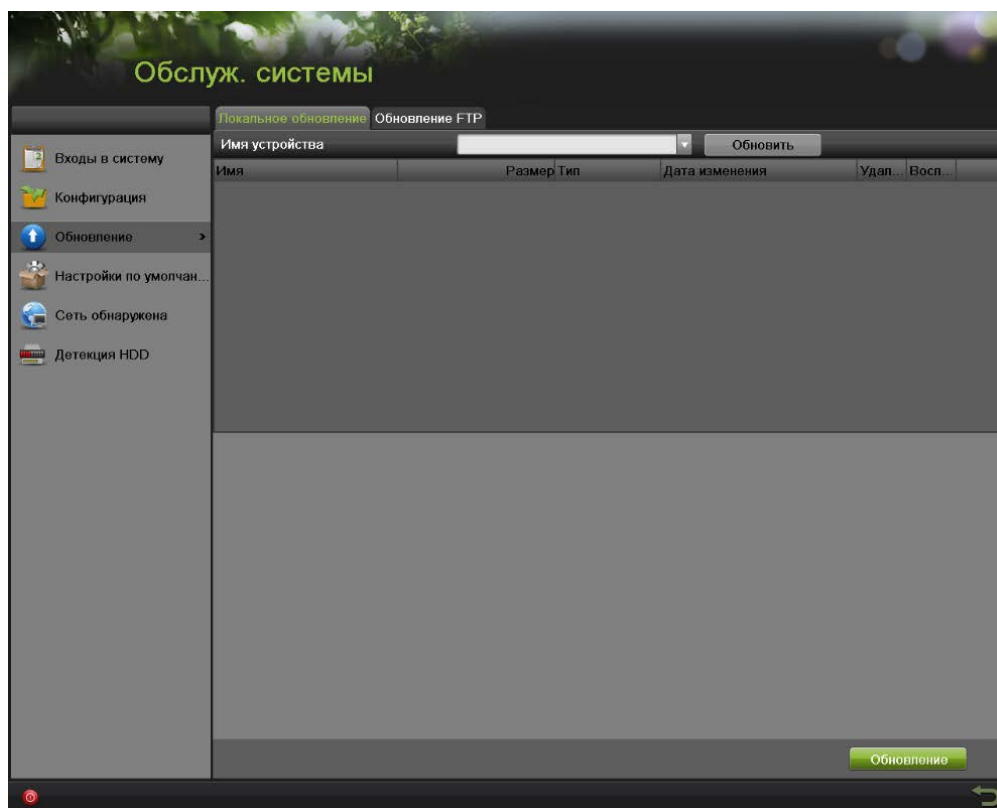 Обслуж. системы
Локальное обновление Обновление FTP
Имя устройства Обновить
Имя Размер Тип Дата изменения Удал... Восп...
Входы в систему
Конфигурация
Обновление >
Настройки по умолчан...
Сеть обнаружена
Детекция HDD
Обновление